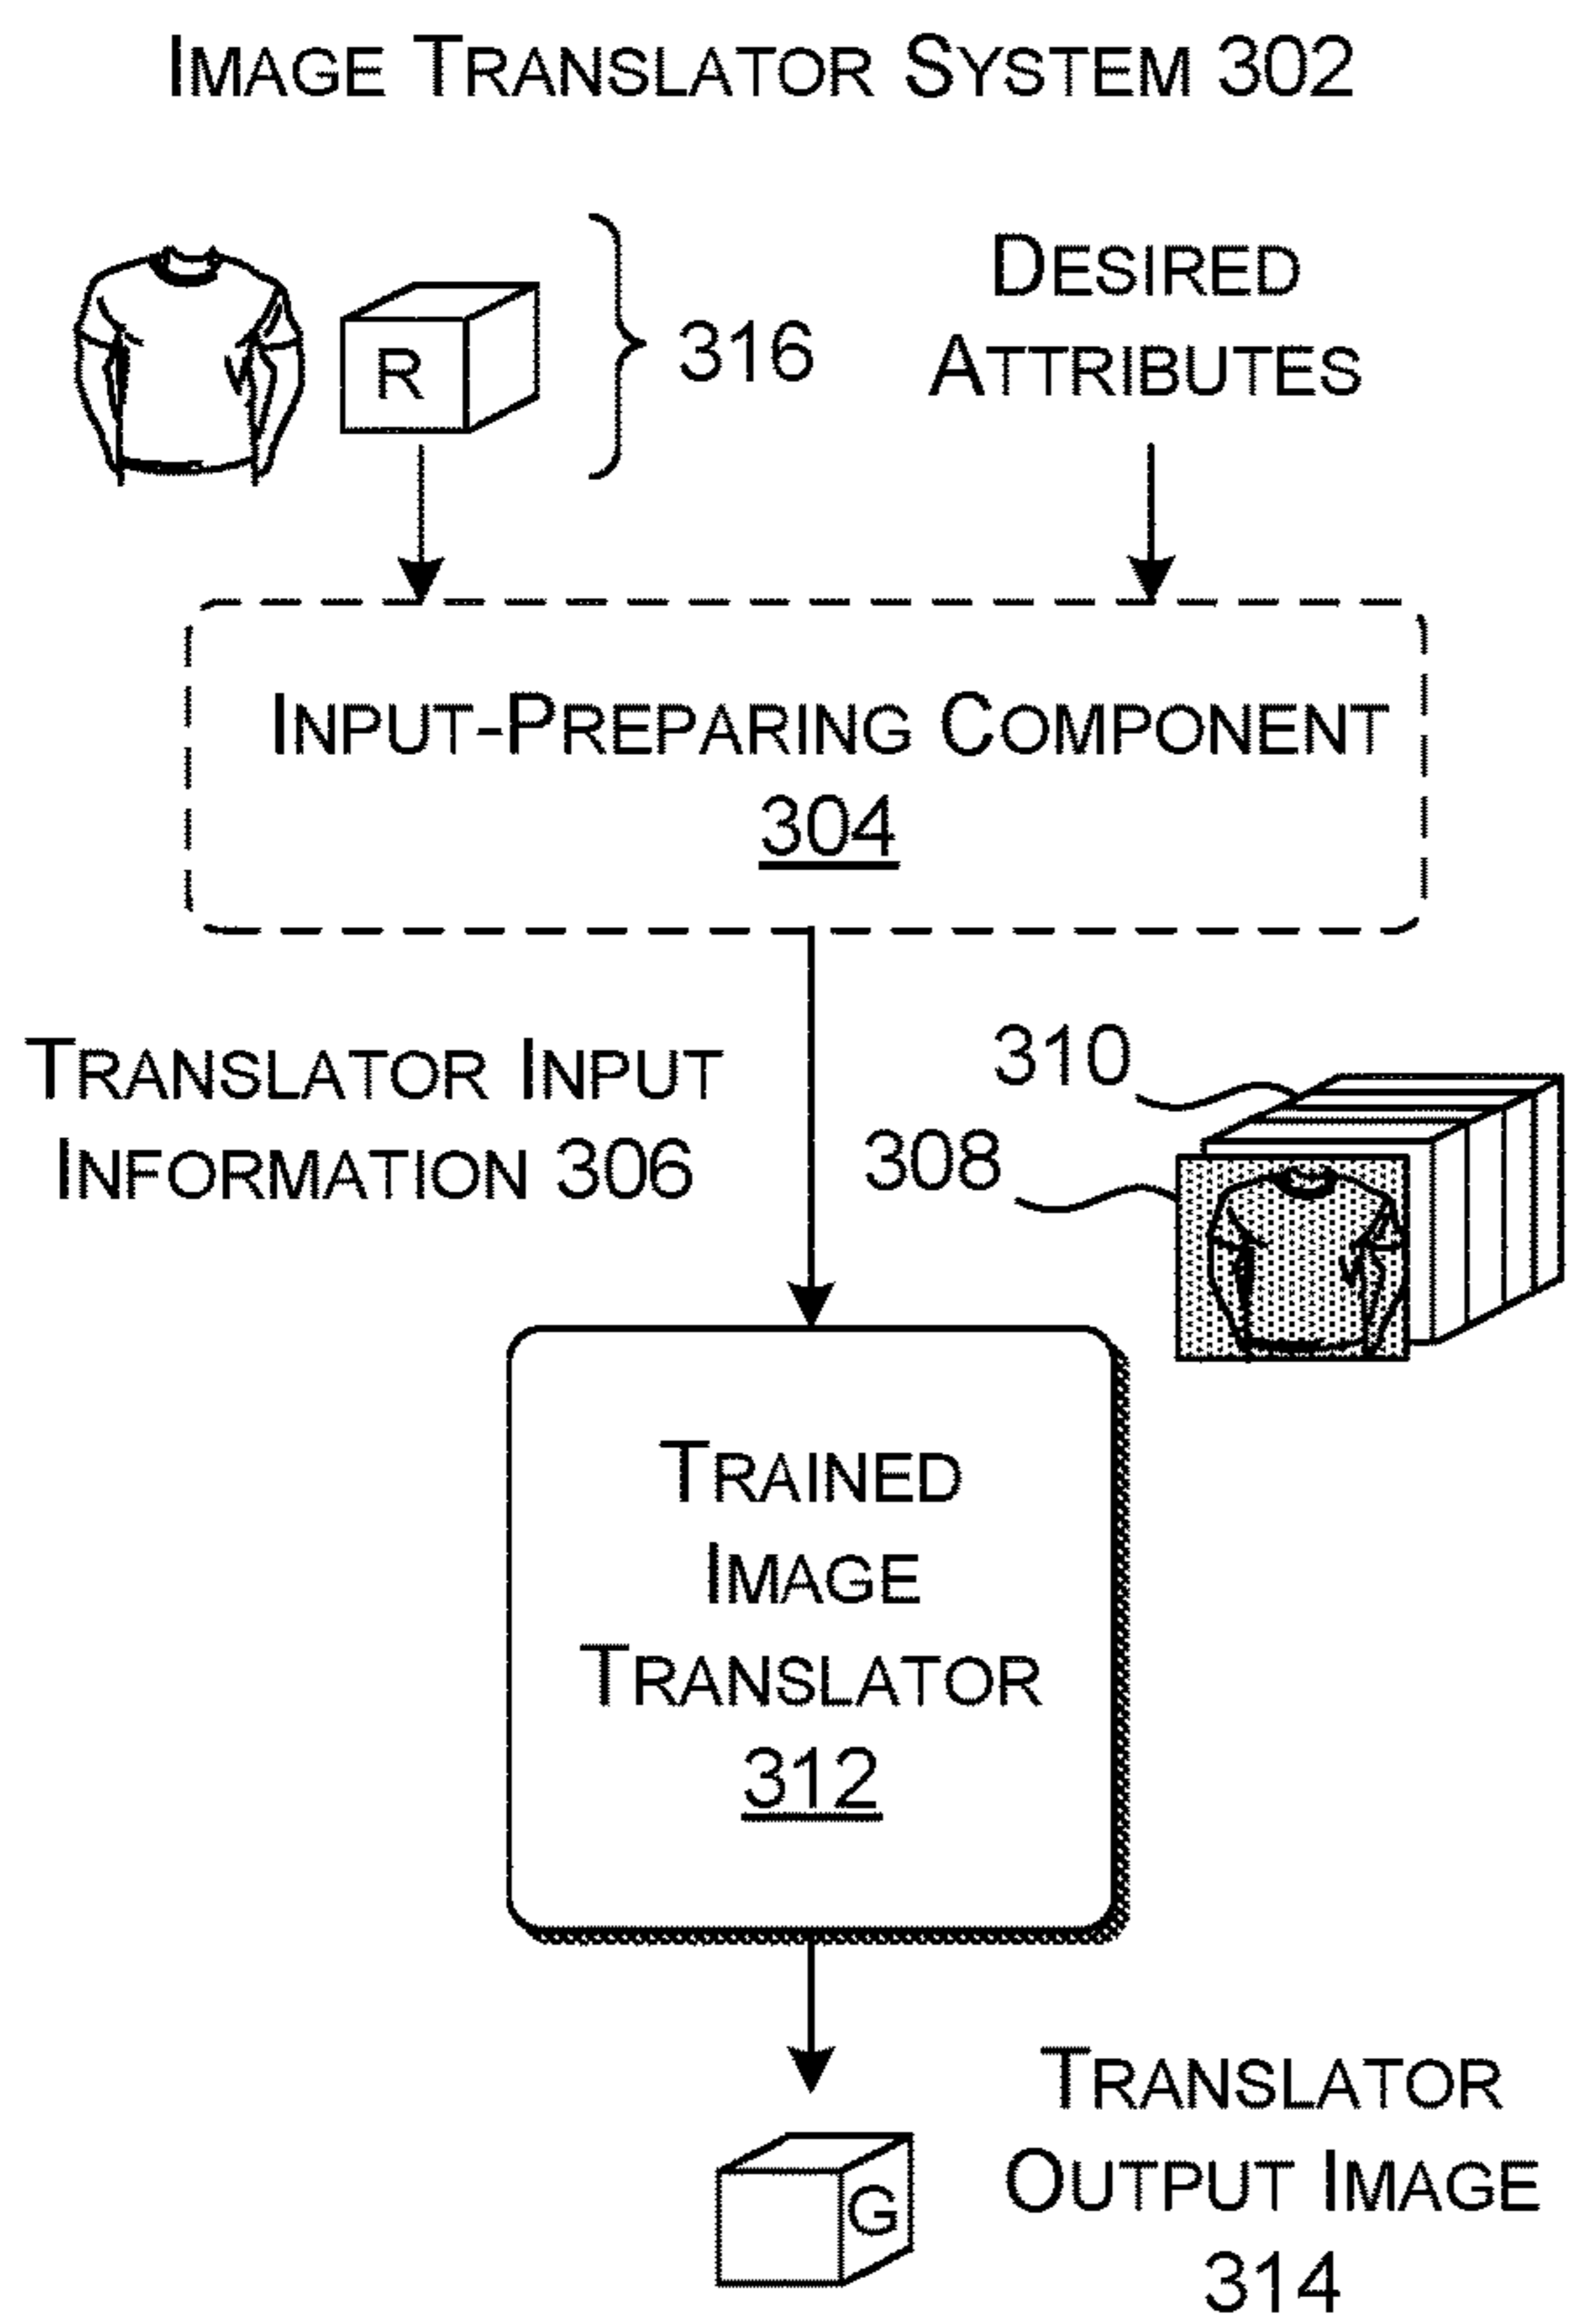 IMAGE TRANSLATOR SYSTEM 302
DESIRED
ATTRIBUTES
R
316
INPUT-PREPARING COMPONENT
304
TRANSLATOR INPUT
INFORMATION 306
310
308
TRAINED
IMAGE
TRANSLATOR
312
G
TRANSLATOR
OUTPUT IMAGE
314